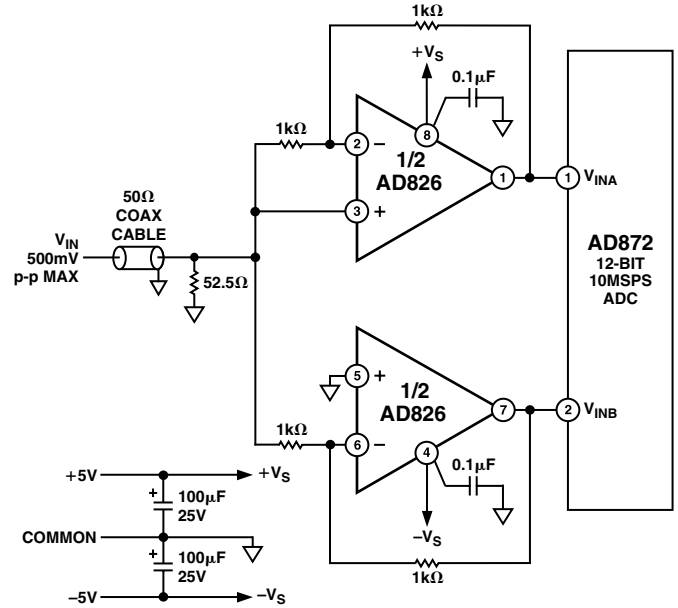 1kΩ
+VS
0.1µF
8
1kΩ
2
–
1/2
AD826
1
1
VINA
3
+
50Ω
COAX
CABLE
VIN
500mV
p-p MAX
52.5Ω
AD872
12-BIT
10MSPS
ADC
5
+
1/2
AD826
7
2
VINB
1kΩ
6
–
4
0.1µF
–VS
1kΩ
+5V
+VS
+
100µF
25V
COMMON
+
100µF
25V
–5V
–VS